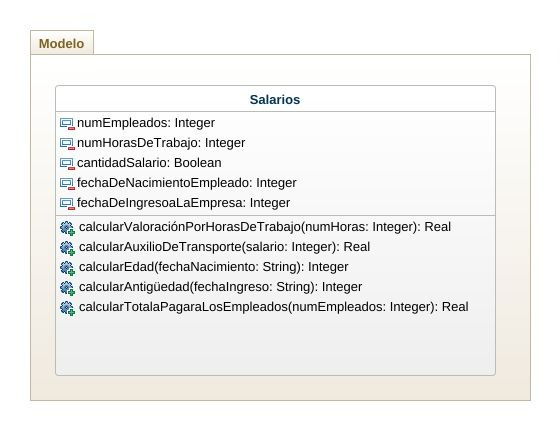 Modelo
Salarios
numEmpleados: Integer
numHorasDeTrabajo: Integer
cantidadSalario: Boolean
fechaDeNacimientoEmpleado: Integer
fechaDeIngresoaLaEmpresa: Integer
calcularValoraciónPorHorasDeTrabajo(numHoras: Integer): Real
calcularAuxilioDeTransporte(salario: Integer): Real
calcularEdad(fechaNacimiento: String): Integer
calcularAntigüedad(fechaIngreso: String): Integer
calcularTotalaPagaraLosEmpleados(numEmpleados: Integer): Real